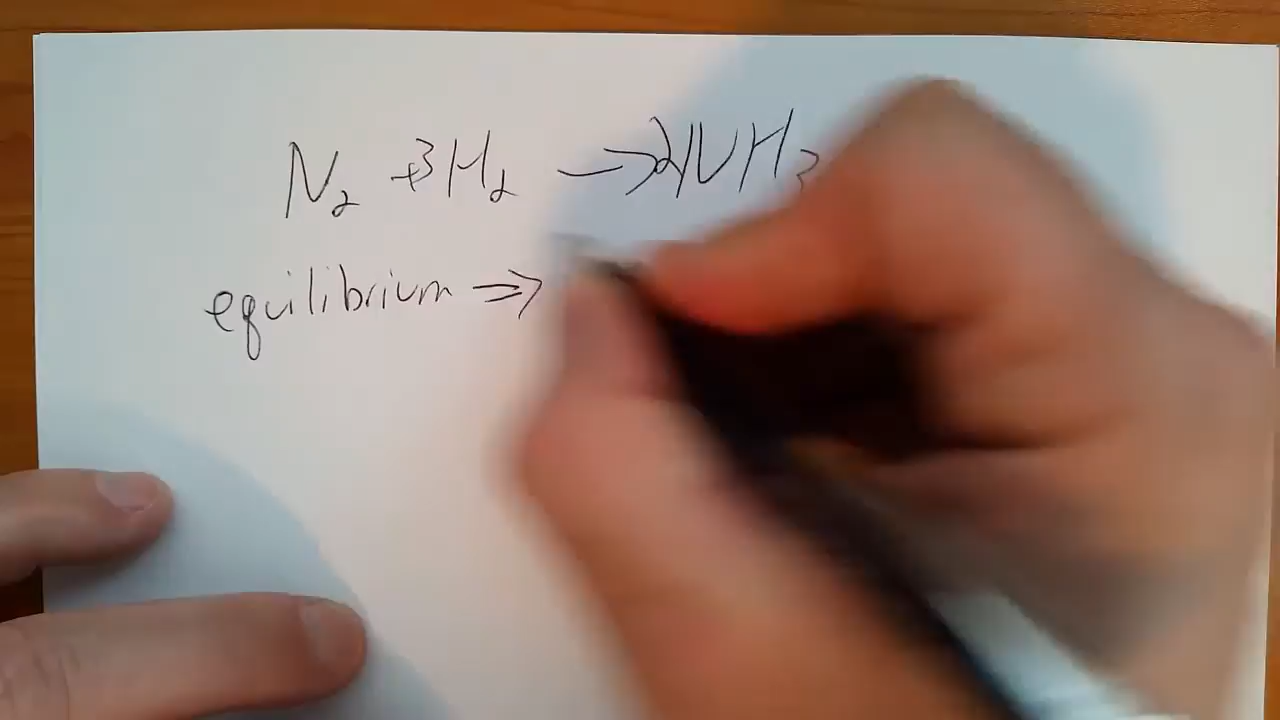 N₂ +3H₂ → 2NH₃
equilibrium ⇒